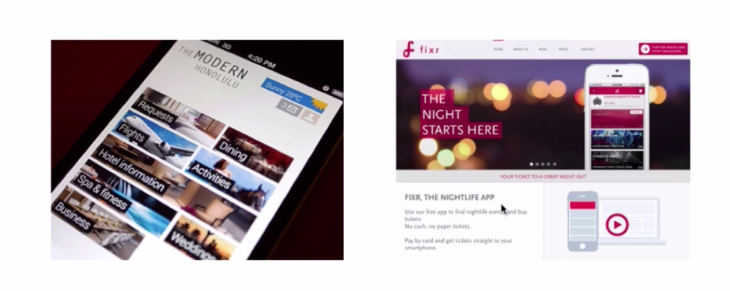 3G
4:20 PM
THE MODERN
HONOLULU
Sunny 28°C
Requests
Dining
Flights
Activities
Hotel information
Spa & fitness
Weddings
Business
fixr
HOME
ABOUT US
BLOG
PRESS
CONTACT
THE
NIGHT
STARTS HERE
YOUR TICKET TO A GREAT NIGHT OUT
FIXR, THE NIGHTLIFE APP
Use our free app to find nightlife events and buy
tickets
No cash, no paper tickets.
Pay by card and get tickets straight to your
smartphone.